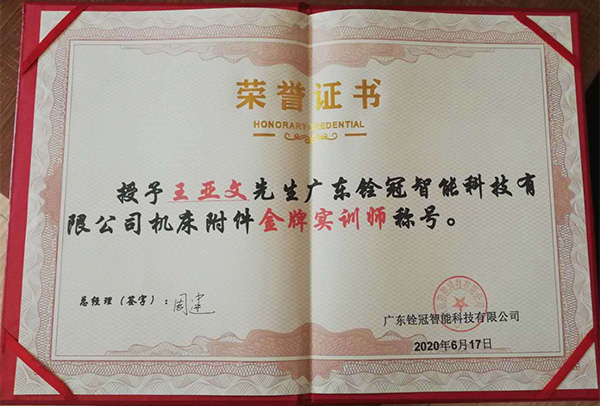 荣誉证书
HONORARY CREDENTIAL
授予王亚文先生广东铨冠智能科技有
限公司机床附件金牌实训师称号。
总经理（签字）：周建
广东铨冠智能科技有限公司
2020年6月17日